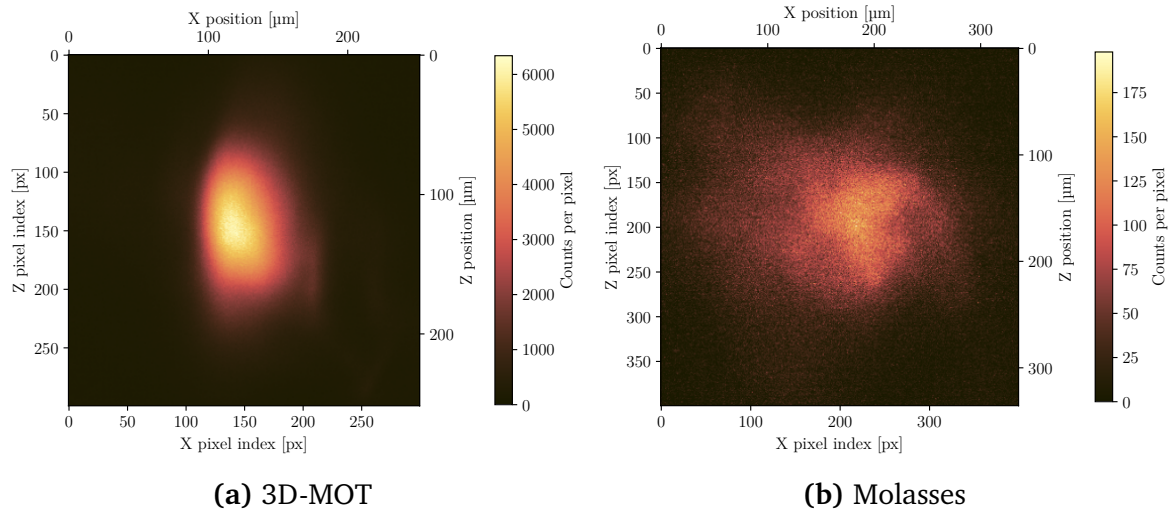 X position [µm]
0 100 200
0 50 100 150 200 250
Z pixel index [px]
0 50 100 150 200 250
X pixel index [px]
0 100 200
Z position [µm]
0 1000 2000 3000 4000 5000 6000
Counts per pixel
(a) 3D-MOT
X position [µm]
0 100 200 300
0 50 100 150 200 250 300 350
Z pixel index [px]
0 100 200 300
X pixel index [px]
0 100 200 300
Z position [µm]
0 25 50 75 100 125 150 175
Counts per pixel
(b) Molasses